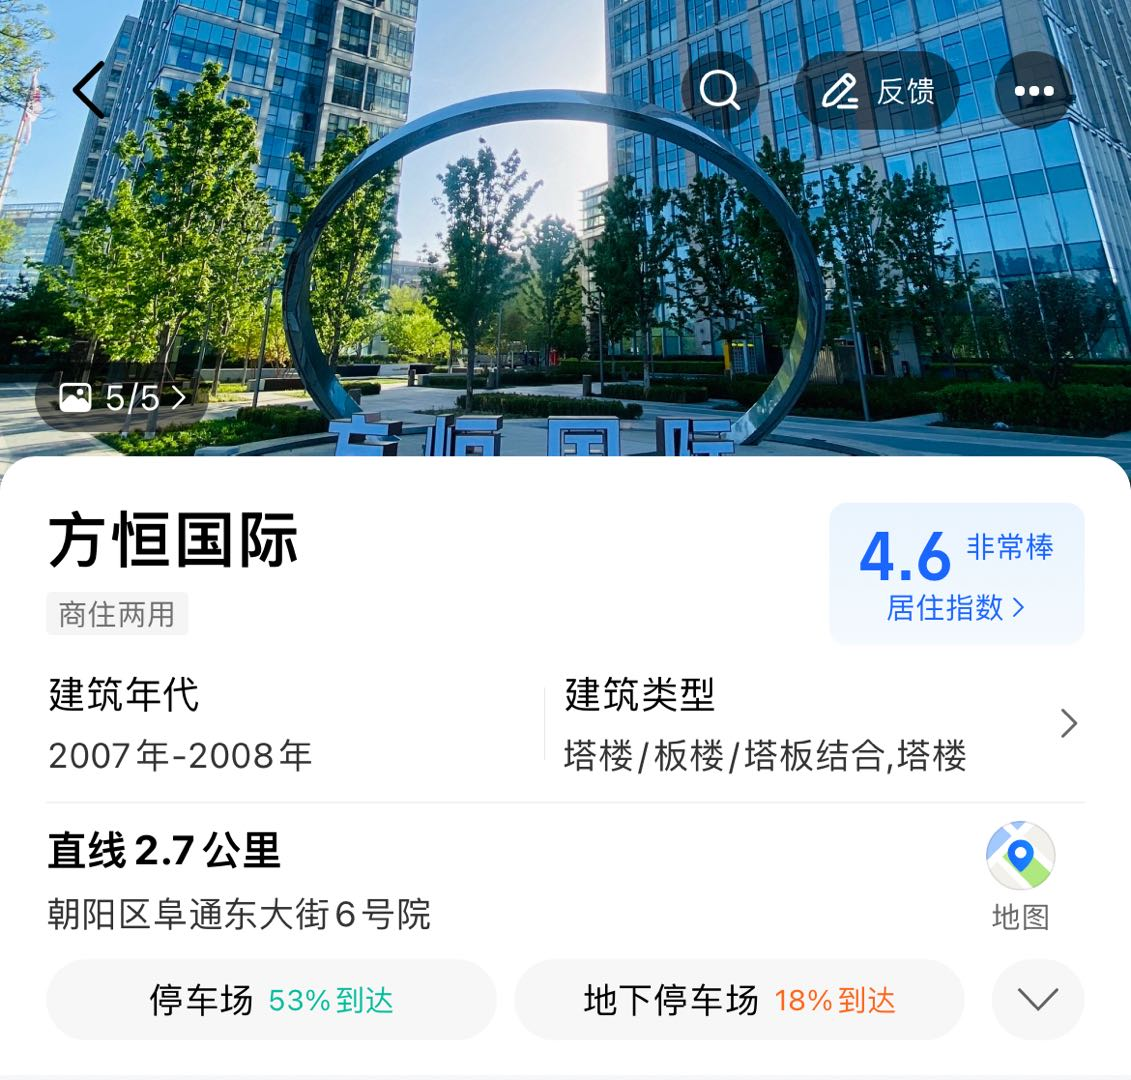 反馈
5/5
方恒国际
方恒国际
4.6 非常棒
商住两用
居住指数
建筑年代
建筑类型
2007年-2008年
塔楼/板楼/塔板结合,塔楼
直线2.7公里
朝阳区阜通东大街6号院
地图
停车场 53%到达
地下停车场 18%到达